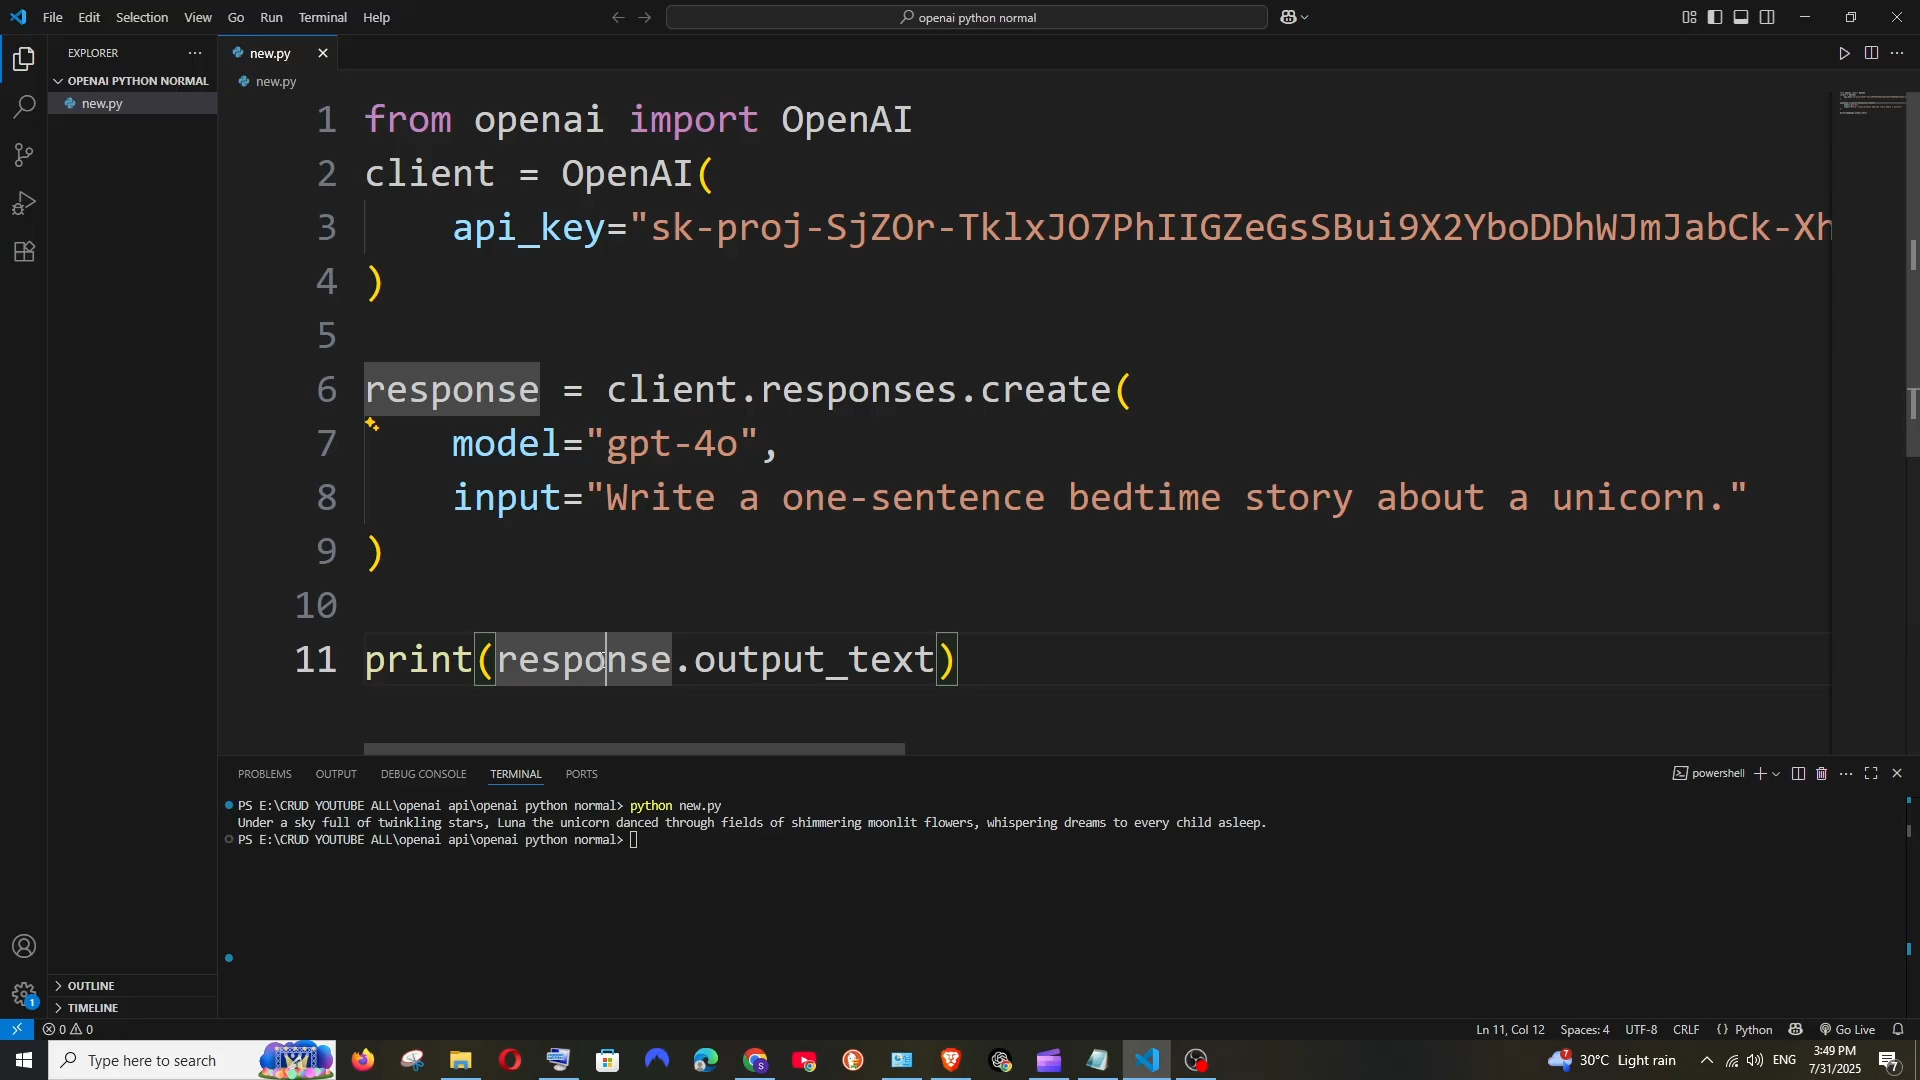 File Edit Selection View Go Run Terminal Help
openai python normal
EXPLORER
new.py
OPENAI PYTHON NORMAL
new.py
new.py
1 from openai import OpenAI
2 client = OpenAI(
3 api_key="sk-proj-SjZOr-TklxJO7PhIIGZeGsSBui9X2YboDDhWJmJabCk-Xh
4 )
5
6 response = client.responses.create(
7 model="gpt-4o",
8 input="Write a one-sentence bedtime story about a unicorn."
9 )
10
11 print(response.output_text)
PROBLEMS OUTPUT DEBUG CONSOLE TERMINAL PORTS
powershell
PS E:\CRUD YOUTUBE ALL\openai api\openai python normal> python new.py
Under a sky full of twinkling stars, Luna the unicorn danced through fields of shimmering moonlit flowers, whispering dreams to every child asleep.
PS E:\CRUD YOUTUBE ALL\openai api\openai python normal>
1
OUTLINE
TIMELINE
0 0
Ln 11, Col 12 Spaces: 4 UTF-8 CRLF {} Python Go Live
Type here to search
7 30°C Light rain
ENG
3:49 PM
7/31/2025
7